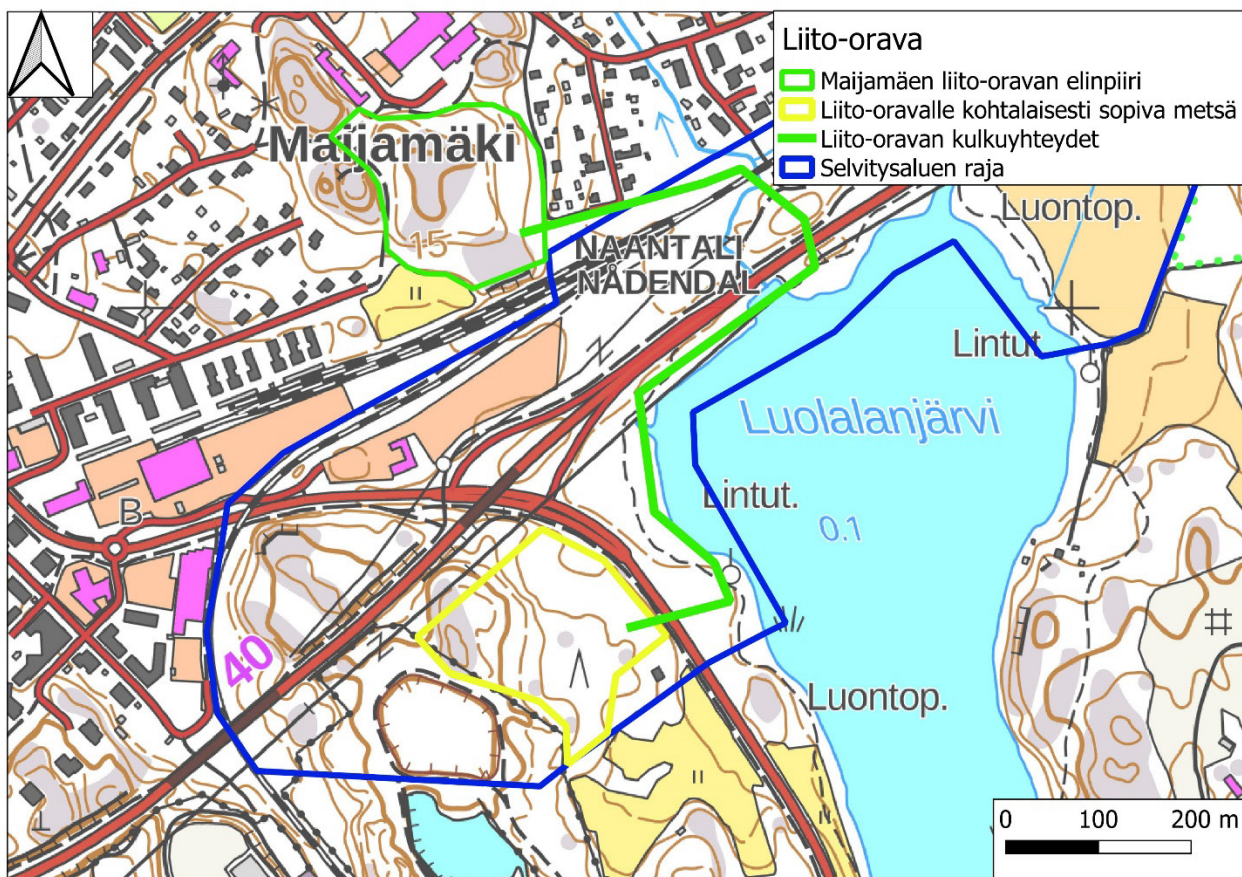 Liito-orava
Maijamäen liito-oravan elinpiiri
Liito-oravalle kohtalaisesti sopiva metsä
Liito-oravan kulkuyhteydet
Selvitysaluen raja
Maijamäki
15
Luontop.
NAANTALI
NÅDENDAL
Lintut.
Luolalanjärvi
Lintut.
0.1
B
40
Luontop.
0 100 200 m